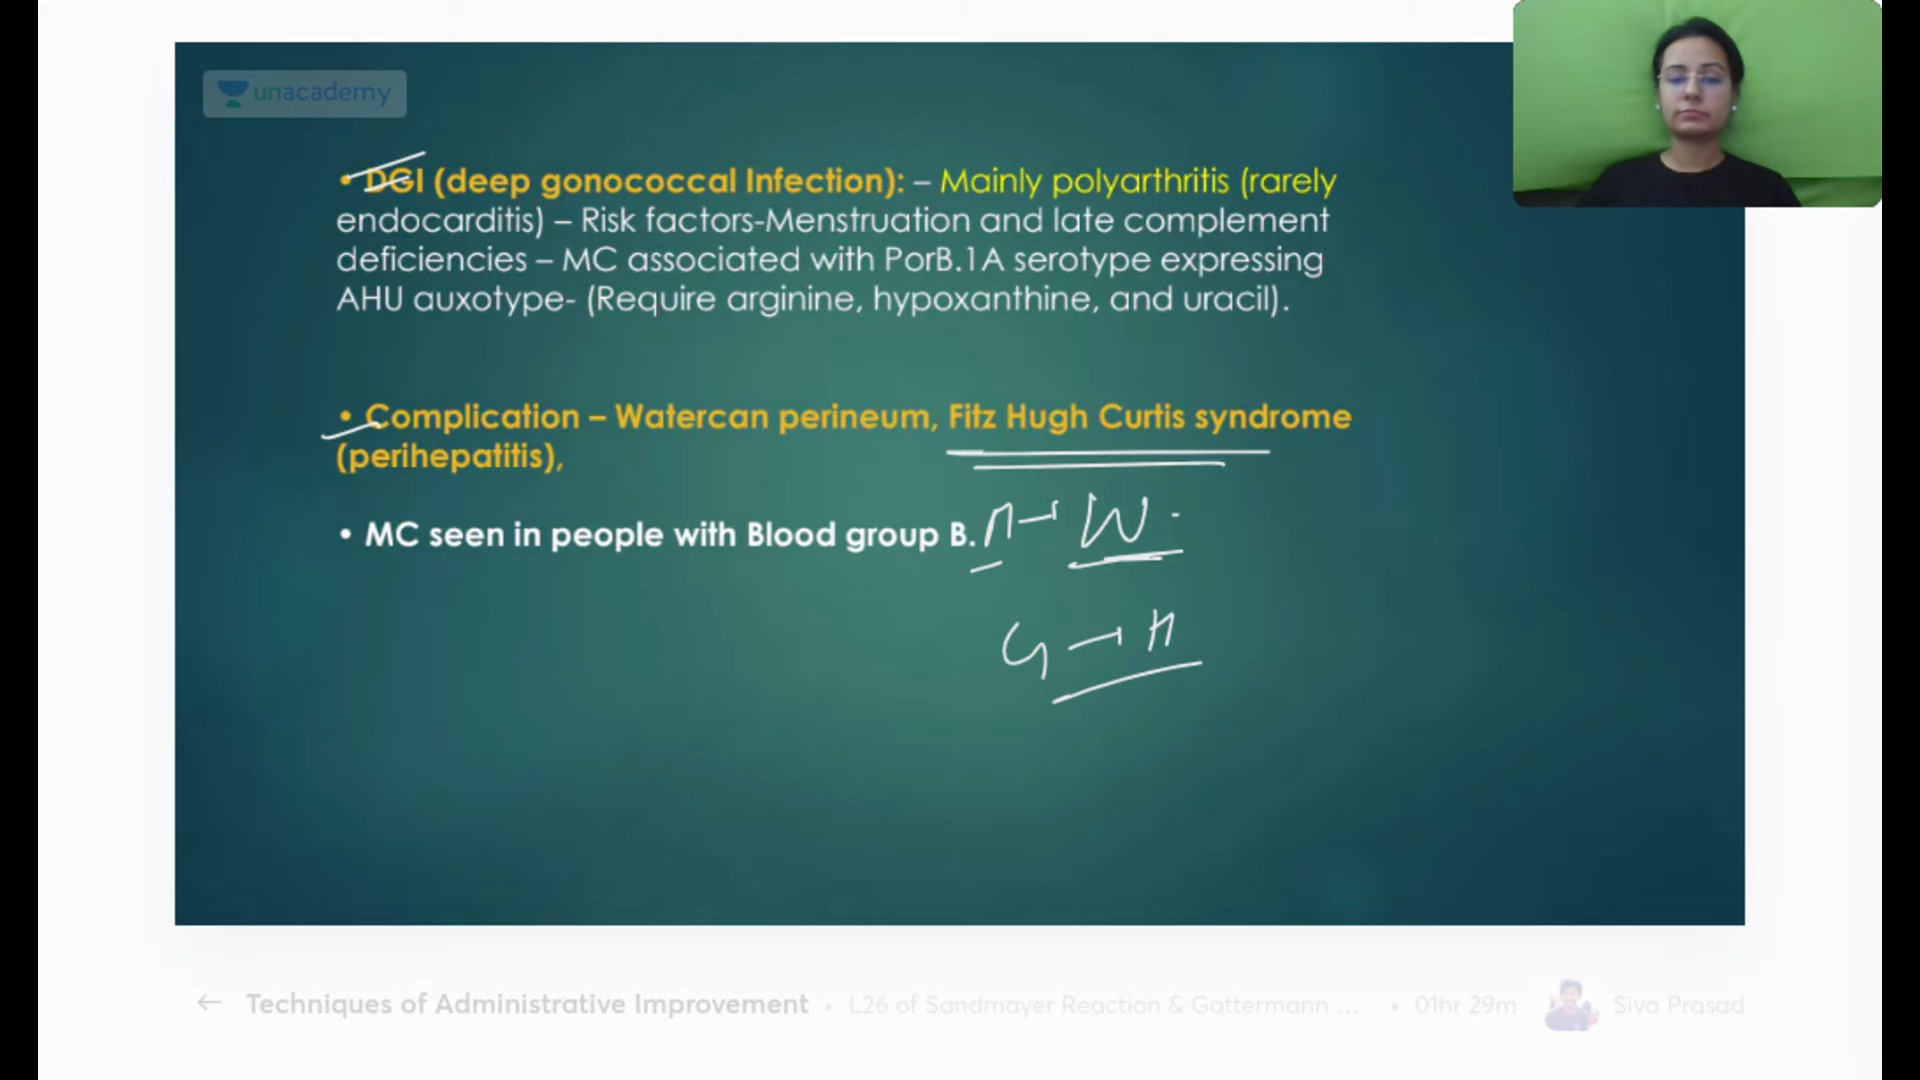 unacademy
• DGI (deep gonococcal Infection): – Mainly polyarthritis (rarely
endocarditis) – Risk factors-Menstruation and late complement
deficiencies – MC associated with PorB.1A serotype expressing
AHU auxotype- (Require arginine, hypoxanthine, and uracil).
• Complication – Watercan perineum, Fitz Hugh Curtis syndrome
(perihepatitis),
• MC seen in people with Blood group B.
W
← Techniques of Administrative Improvement • L26 of Sandmayer Reaction & Gattermann ... • 01hr 29m Siva Prasad